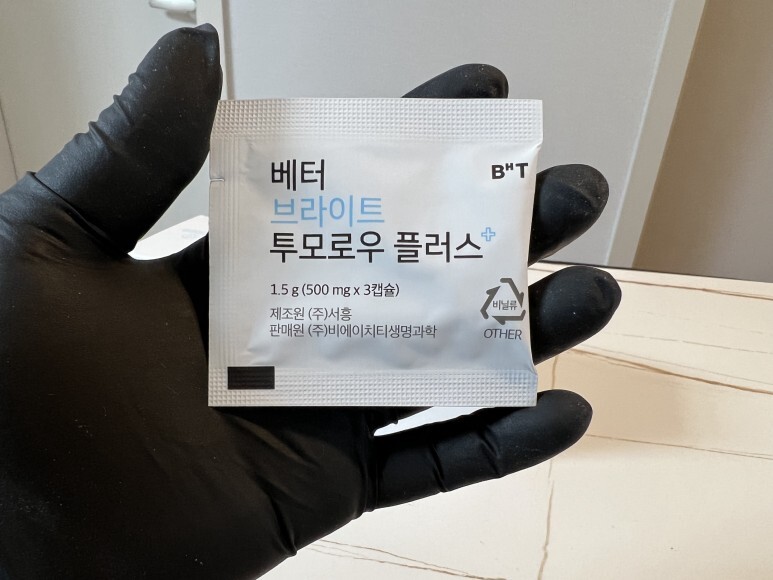 베터
BHT
브라이트
투모로우 플러스+
1.5 g (500 mg x 3캡슐)
제조원 (주)서흥
판매원 (주)비에이치티생명과학
비닐류
OTHER